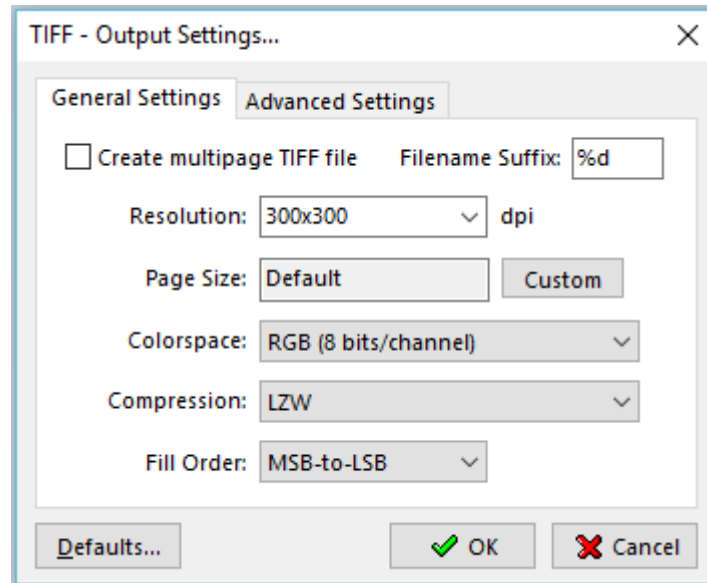 TIFF - Output Settings...
General Settings Advanced Settings
Create multipage TIFF file Filename Suffix: %d
Resolution: 300x300 dpi
Page Size: Default Custom
Colorspace: RGB (8 bits/channel)
Compression: LZW
Fill Order: MSB-to-LSB
Defaults... OK Cancel